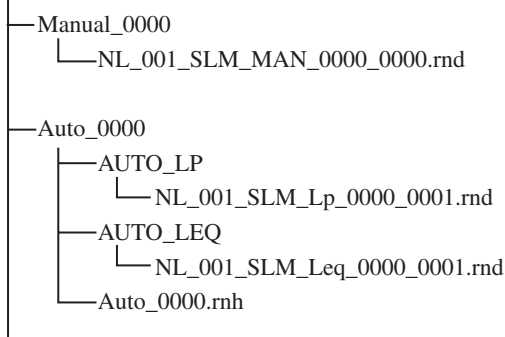 Manual_0000
NL_001_SLM_MAN_0000_0000.rnd
Auto_0000
AUTO_LP
NL_001_SLM_Lp_0000_0001.rnd
AUTO_LEQ
NL_001_SLM_Leq_0000_0001.rnd
Auto_0000.rnh